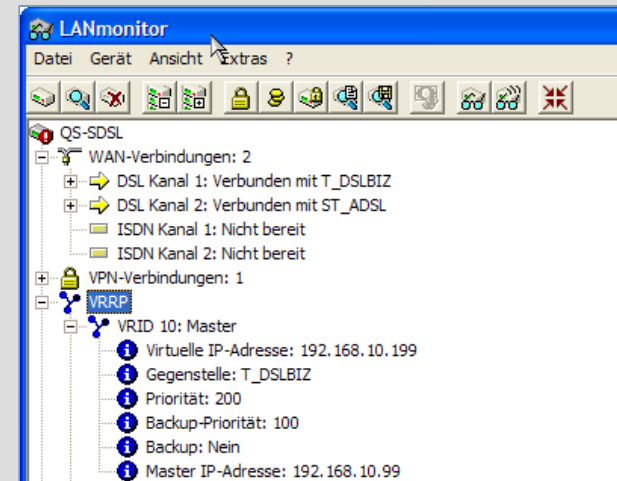 LANmonitor
Datei Gerät Ansicht Extras ?
QS-SDSL
WAN-Verbindungen: 2
DSL Kanal 1: Verbunden mit T_DSLBIZ
DSL Kanal 2: Verbunden mit ST_ADSL
ISDN Kanal 1: Nicht bereit
ISDN Kanal 2: Nicht bereit
VPN-Verbindungen: 1
VRRP
VRID 10: Master
Virtuelle IP-Adresse: 192.168.10.199
Gegenstelle: T_DSLBIZ
Priorität: 200
Backup-Priorität: 100
Backup: Nein
Master IP-Adresse: 192.168.10.99